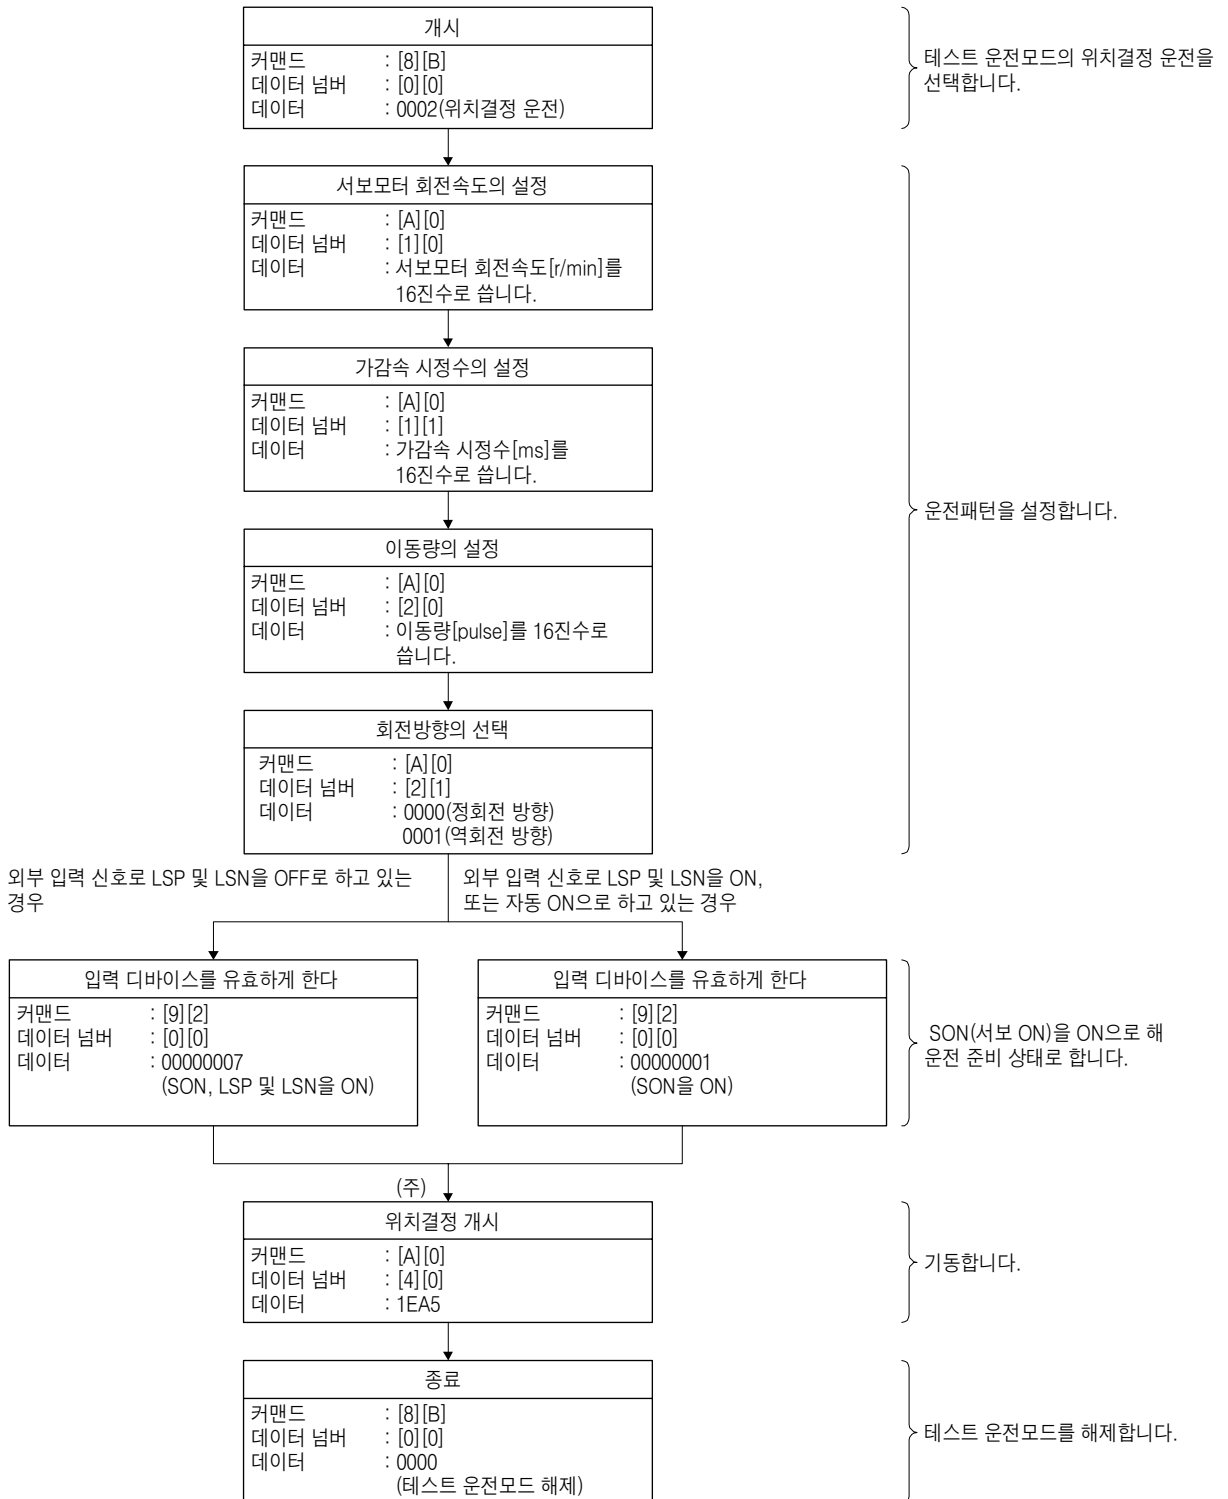 개시
커맨드 : [8][B]
데이터 넘버 : [0][0]
데이터 : 0002(위치결정 운전)
테스트 운전모드의 위치결정 운전을
선택합니다.
서보모터 회전속도의 설정
커맨드 : [A][0]
데이터 넘버 : [1][0]
데이터 : 서보모터 회전속도[r/min]를
16진수로 씁니다.
가감속 시정수의 설정
커맨드 : [A][0]
데이터 넘버 : [1][1]
데이터 : 가감속 시정수[ms]를
16진수로 씁니다.
운전패턴을 설정합니다.
이동량의 설정
커맨드 : [A][0]
데이터 넘버 : [2][0]
데이터 : 이동량[pulse]를 16진수로
씁니다.
회전방향의 선택
커맨드 : [A][0]
데이터 넘버 : [2][1]
데이터 : 0000(정회전 방향)
0001(역회전 방향)
외부 입력 신호로 LSP 및 LSN을 OFF로 하고 있는
경우
외부 입력 신호로 LSP 및 LSN을 ON,
또는 자동 ON으로 하고 있는 경우
입력 디바이스를 유효하게 한다
커맨드 : [9][2]
데이터 넘버 : [0][0]
데이터 : 00000007
(SON, LSP 및 LSN을 ON)
입력 디바이스를 유효하게 한다
커맨드 : [9][2]
데이터 넘버 : [0][0]
데이터 : 00000001
(SON을 ON)
SON(서보 ON)을 ON으로 해
운전 준비 상태로 합니다.
(주)
위치결정 개시
커맨드 : [A][0]
데이터 넘버 : [4][0]
데이터 : 1EA5
기동합니다.
종료
커맨드 : [8][B]
데이터 넘버 : [0][0]
데이터 : 0000
(테스트 운전모드 해제)
테스트 운전모드를 해제합니다.